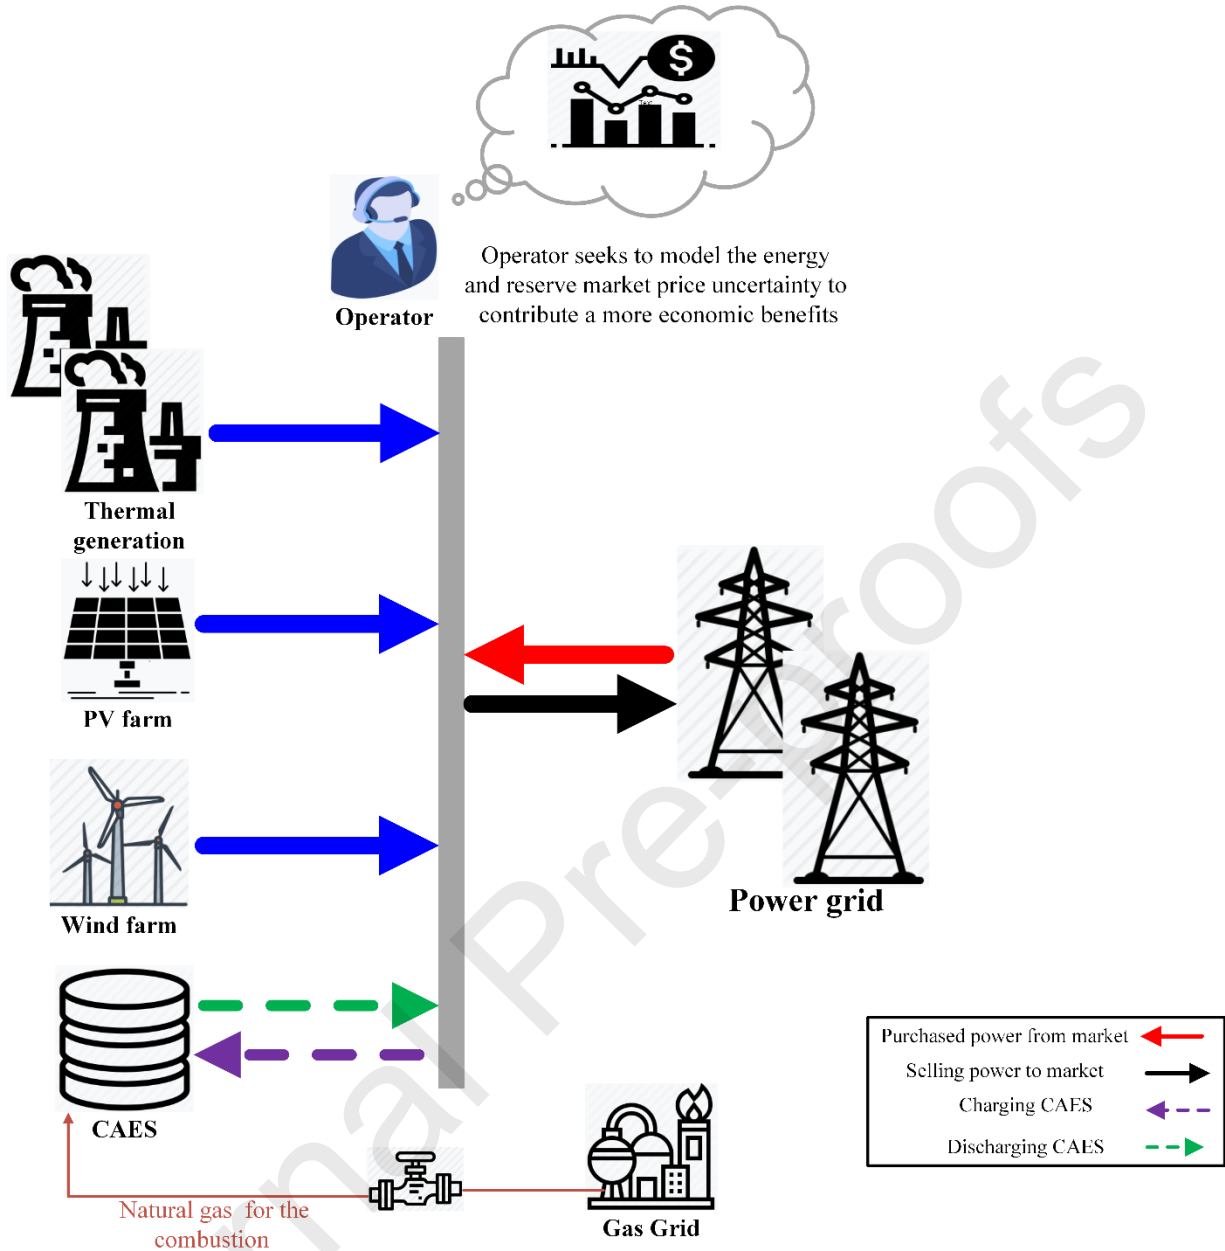 Operator seeks to model the energy
and reserve market price uncertainty to
contribute a more economic benefits
Operator
Thermal
generation
PV farm
Wind farm
CAES
Power grid
Purchased power from market
Selling power to market
Charging CAES
Discharging CAES
Natural gas for the
combustion
Gas Grid
$
nal Pre-proofs